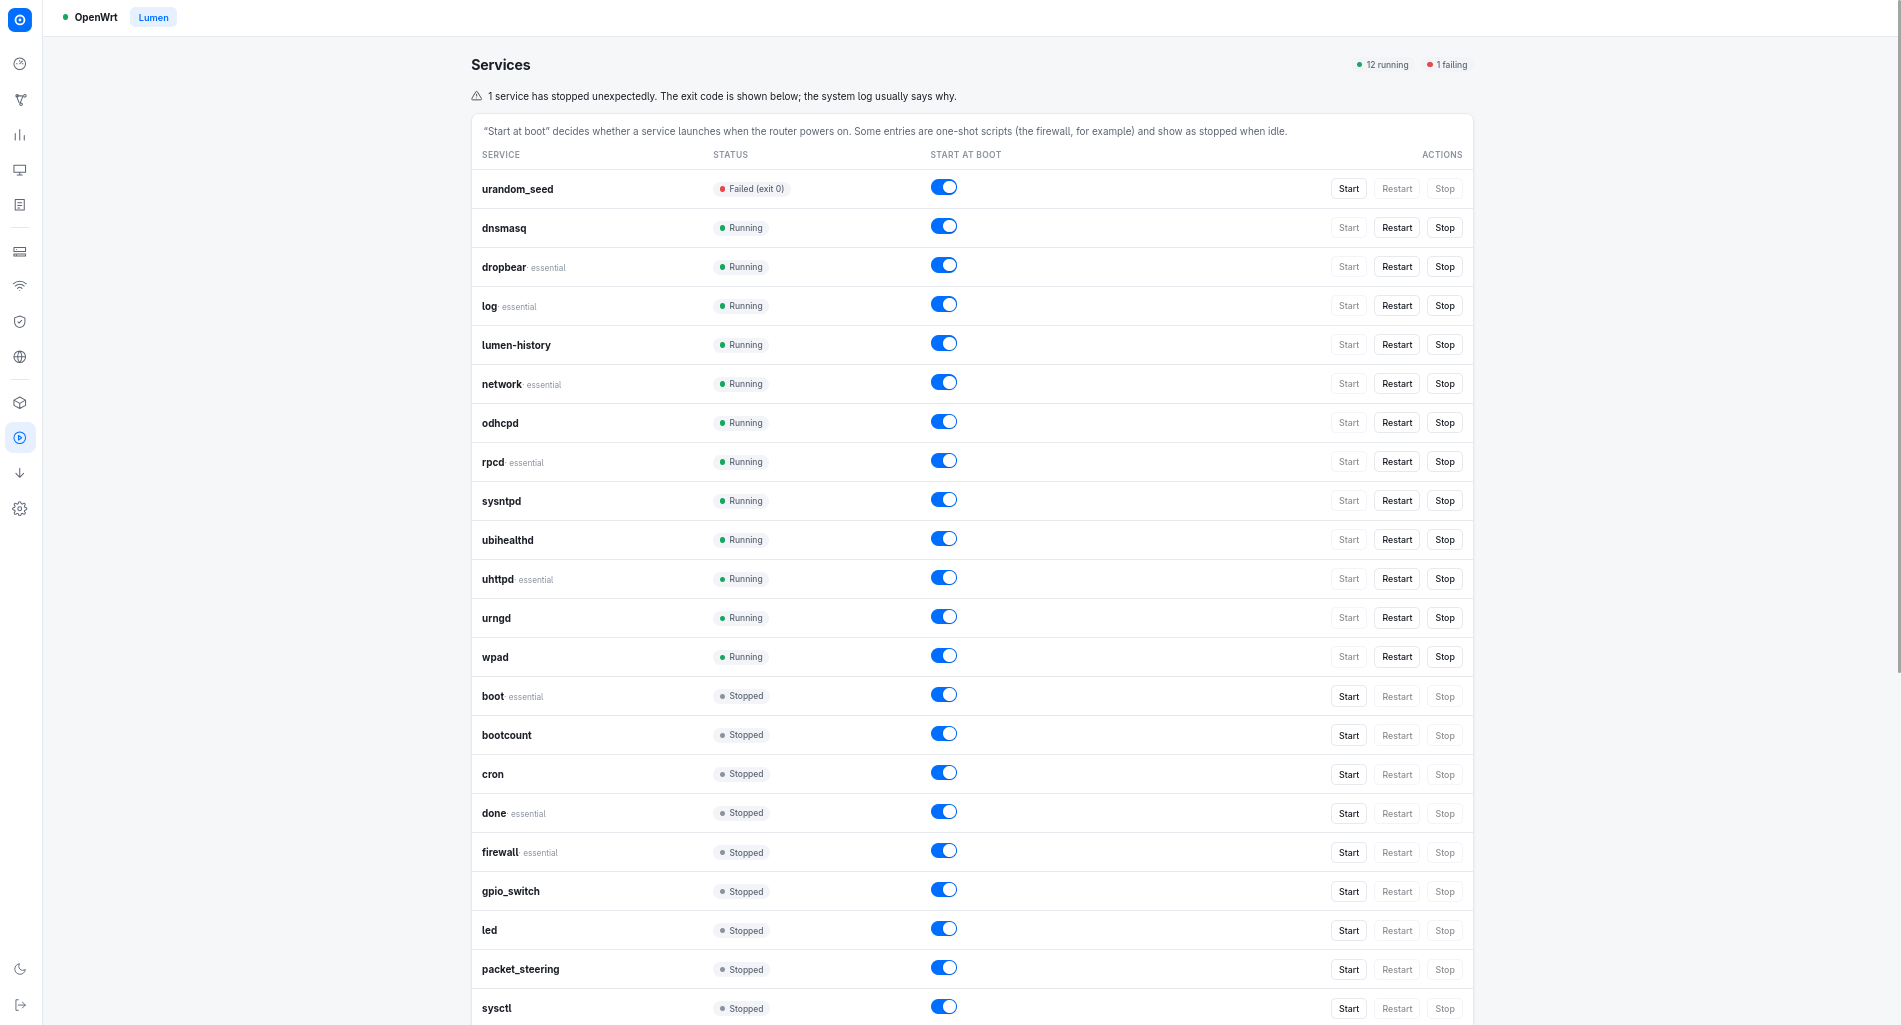 OpenWrt Lumen
Services 12 running 1 failing
1 service has stopped unexpectedly. The exit code is shown below; the system log usually says why.
“Start at boot” decides whether a service launches when the router powers on. Some entries are one-shot scripts (the firewall, for example) and show as stopped when idle.
SERVICE STATUS START AT BOOT ACTIONS
urandom_seed Failed (exit 0) Start Restart Stop
dnsmasq Running Start Restart Stop
dropbear · essential Running Start Restart Stop
log · essential Running Start Restart Stop
lumen-history Running Start Restart Stop
network · essential Running Start Restart Stop
odhcpd Running Start Restart Stop
rpcd · essential Running Start Restart Stop
sysntpd Running Start Restart Stop
ubihealthd Running Start Restart Stop
uhttpd · essential Running Start Restart Stop
urngd Running Start Restart Stop
wpad Running Start Restart Stop
boot · essential Stopped Start Restart Stop
bootcount Stopped Start Restart Stop
cron Stopped Start Restart Stop
done · essential Stopped Start Restart Stop
firewall · essential Stopped Start Restart Stop
gpio_switch Stopped Start Restart Stop
led Stopped Start Restart Stop
packet_steering Stopped Start Restart Stop
sysctl Stopped Start Restart Stop